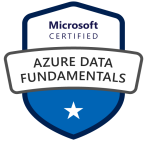 Microsoft
CERTIFIED
AZURE DATA
FUNDAMENTALS